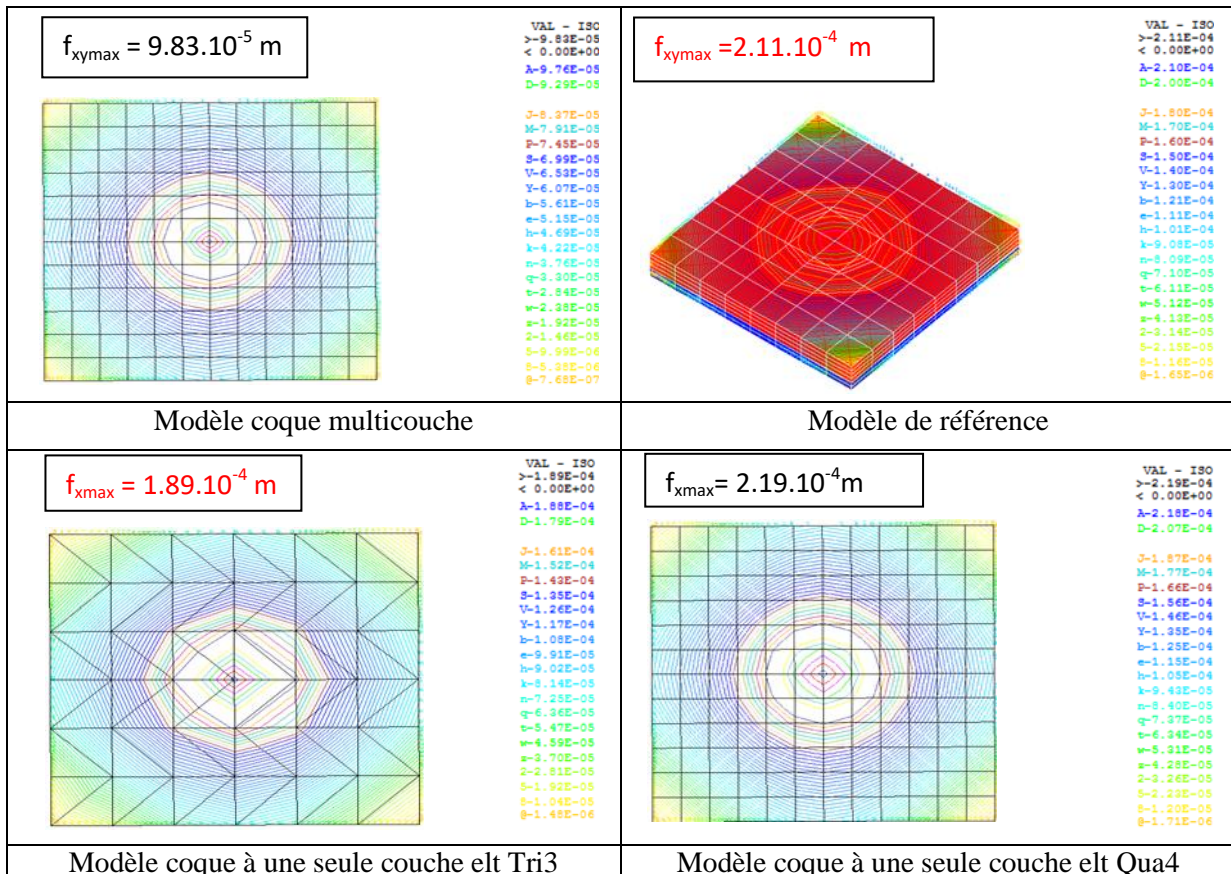 f_xymax = 9.83.10^-5 m
VAL - ISO
>-9.83E-05
< 0.00E+00
A-9.76E-05
D-9.29E-05
J-8.37E-05
M-7.91E-05
P-7.45E-05
S-6.99E-05
V-6.53E-05
Y-6.07E-05
b-5.61E-05
e-5.15E-05
h-4.69E-05
k-4.22E-05
n-3.76E-05
q-3.30E-05
t-2.84E-05
w-2.38E-05
z-1.92E-05
2-1.46E-05
5-9.99E-06
8-5.38E-06
@-7.68E-07
Modèle coque multicouche
f_xymax =2.11.10^-4 m
VAL - ISO
>-2.11E-04
< 0.00E+00
A-2.10E-04
D-2.00E-04
J-1.80E-04
M-1.70E-04
P-1.60E-04
S-1.50E-04
V-1.40E-04
Y-1.30E-04
b-1.21E-04
e-1.11E-04
h-1.01E-04
k-9.08E-05
n-8.09E-05
q-7.10E-05
t-6.11E-05
w-5.12E-05
z-4.13E-05
2-3.14E-05
5-2.15E-05
8-1.16E-05
@-1.65E-06
Modèle de référence
f_xmax = 1.89.10^-4 m
VAL - ISO
>-1.89E-04
< 0.00E+00
A-1.88E-04
D-1.79E-04
J-1.61E-04
M-1.52E-04
P-1.43E-04
S-1.35E-04
V-1.26E-04
Y-1.17E-04
b-1.08E-04
e-9.91E-05
h-9.02E-05
k-8.14E-05
n-7.25E-05
q-6.36E-05
t-5.47E-05
w-4.59E-05
z-3.70E-05
2-2.81E-05
5-1.92E-05
8-1.04E-05
@-1.48E-06
Modèle coque à une seule couche elt Tri3
f_xmax= 2.19.10^-4m
VAL - ISO
>-2.19E-04
< 0.00E+00
A-2.18E-04
D-2.07E-04
J-1.87E-04
M-1.77E-04
P-1.66E-04
S-1.56E-04
V-1.46E-04
Y-1.35E-04
b-1.25E-04
e-1.15E-04
h-1.05E-04
k-9.43E-05
n-8.40E-05
q-7.37E-05
t-6.34E-05
w-5.31E-05
z-4.28E-05
2-3.26E-05
5-2.23E-05
8-1.20E-05
@-1.71E-06
Modèle coque à une seule couche elt Qua4